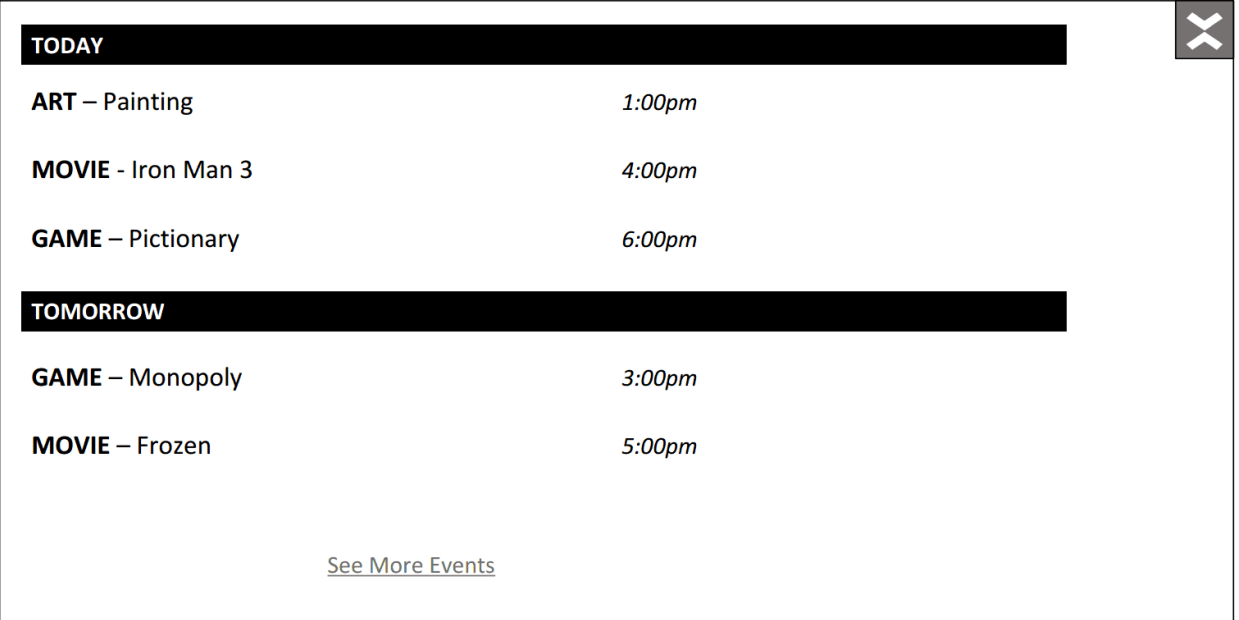 TODAY
ART – Painting 1:00pm
MOVIE - Iron Man 3 4:00pm
GAME – Pictionary 6:00pm
TOMORROW
GAME – Monopoly 3:00pm
MOVIE – Frozen 5:00pm
See More Events